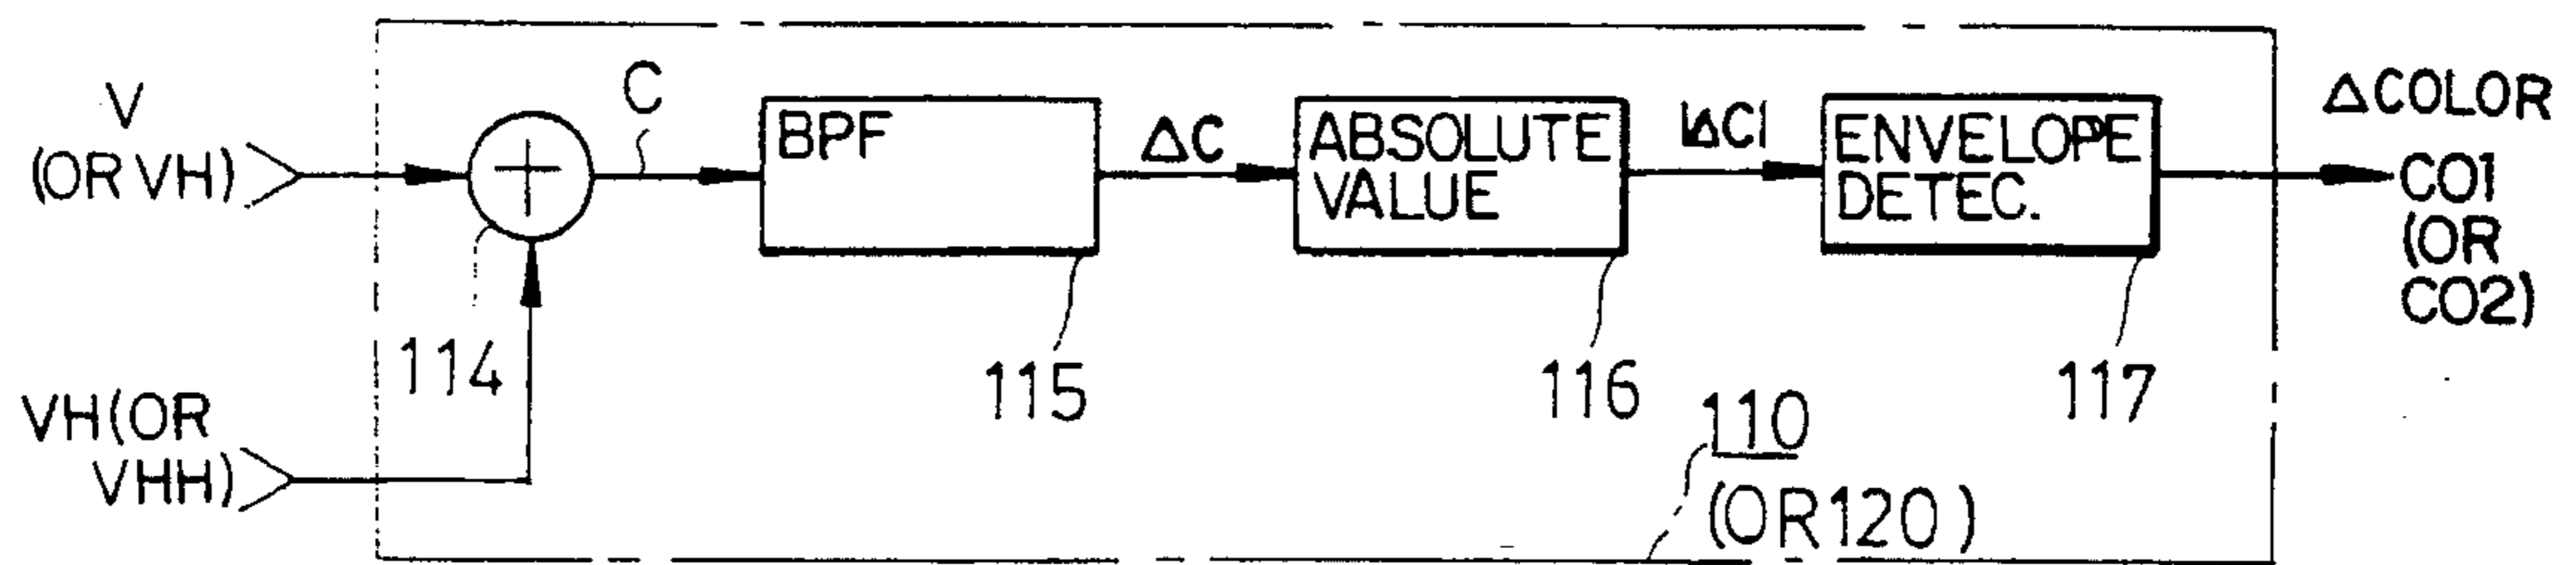 V
(OR VH)
C
+
BPF
ΔC
ABSOLUTE
VALUE
|ΔC|
ENVELOPE
DETEC.
ΔCOLOR
CO1
(OR
CO2)
114
115
116
117
VH(OR
VHH)
110
(OR120)